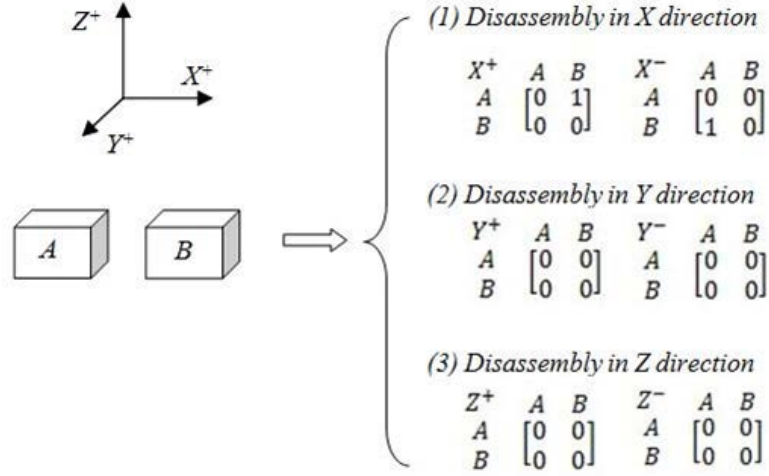 Z+
X+
Y+
A
B
(1) Disassembly in X direction
X+ A B X− A B
A [0 1] A [0 0]
B [0 0] B [1 0]
(2) Disassembly in Y direction
Y+ A B Y− A B
A [0 0] A [0 0]
B [0 0] B [0 0]
(3) Disassembly in Z direction
Z+ A B Z− A B
A [0 0] A [0 0]
B [0 0] B [0 0]